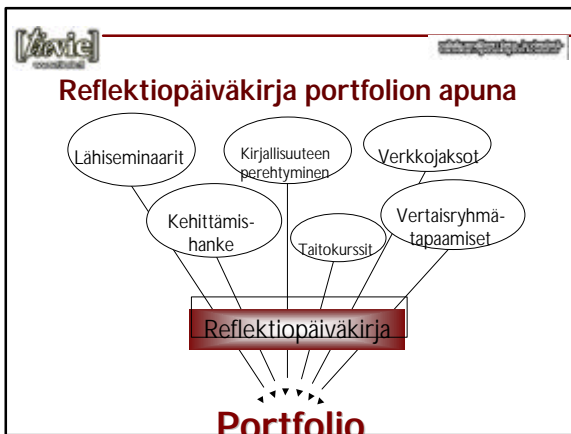 Reflektiopäiväkirja portfolion apuna
Lähiseminaarit
Kirjallisuuteen
perehtyminen
Verkkojaksot
Kehittämis-
hanke
Taitokurssit
Vertaisryhmä-
tapaamiset
Reflektiopäiväkirja
Portfolio